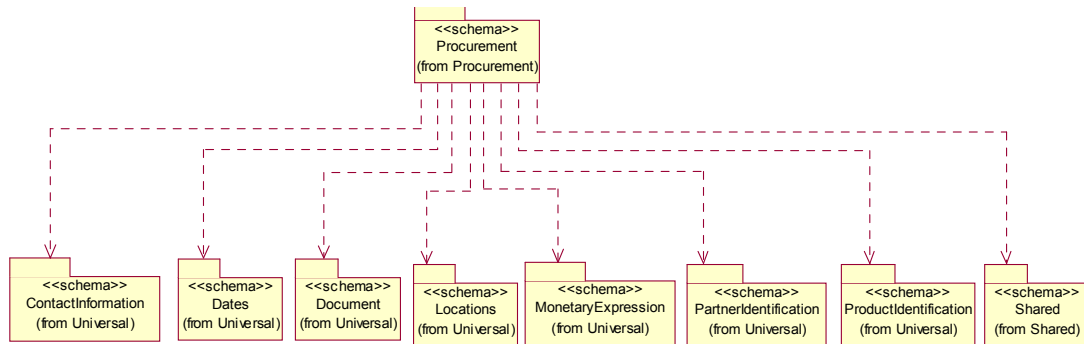 <<schema>>
Procurement
(from Procurement)
<<schema>>
ContactInformation
(from Universal)
<<schema>>
Dates
(from Universal)
<<schema>>
Document
(from Universal)
<<schema>>
Locations
(from Universal)
<<schema>>
MonetaryExpression
(from Universal)
<<schema>>
PartnerIdentification
(from Universal)
<<schema>>
ProductIdentification
(from Universal)
<<schema>>
Shared
(from Shared)